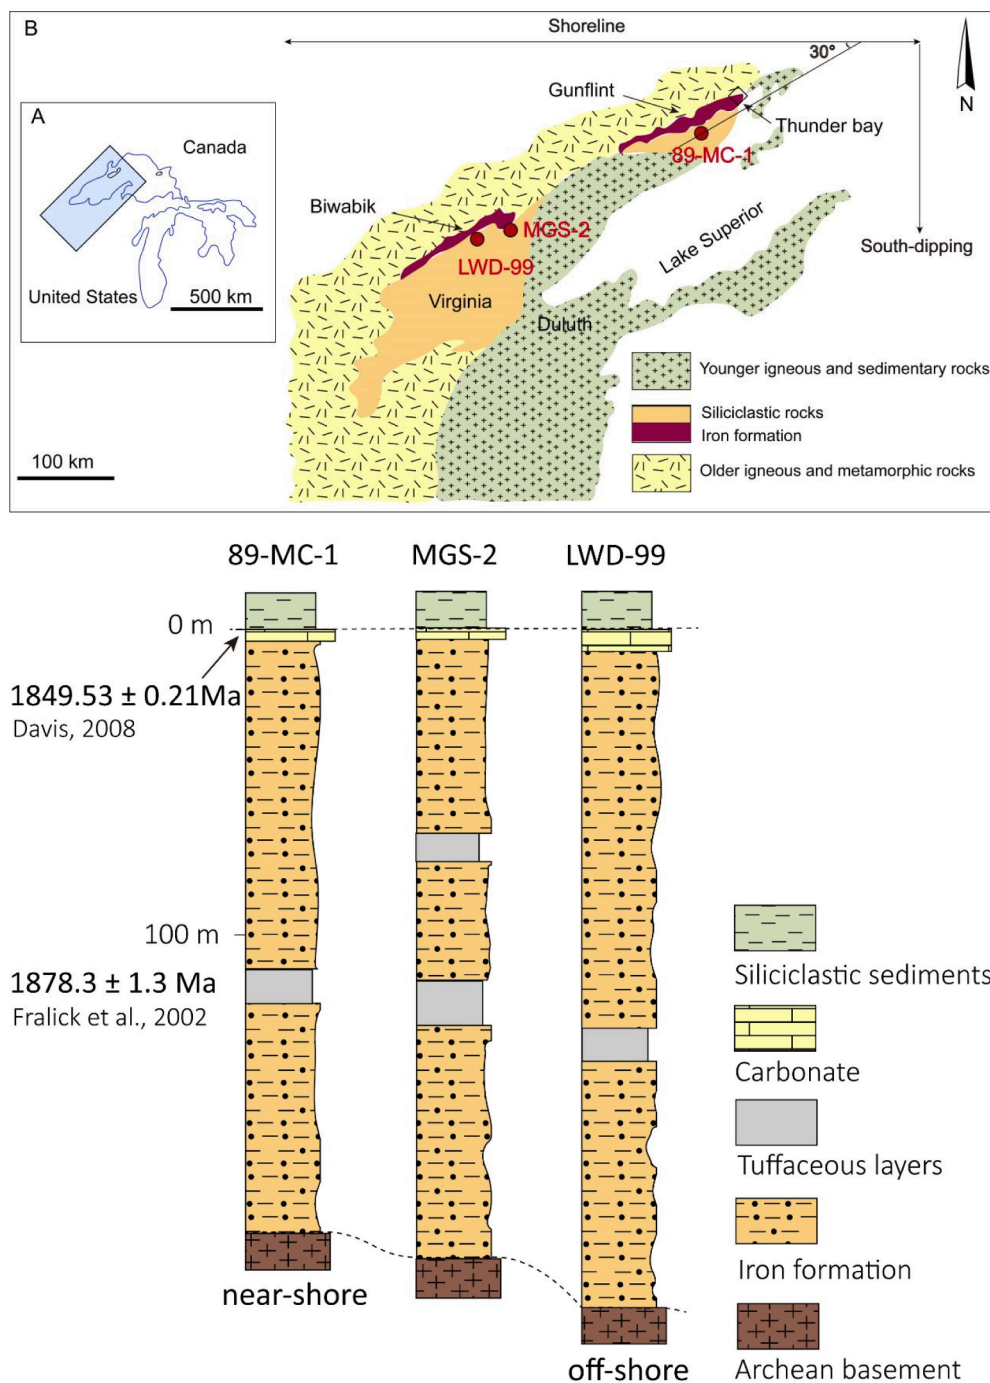 B
Shoreline
30°
N
A
Canada
United States
500 km
Gunflint
Thunder bay
89-MC-1
Biwabik
MGS-2
LWD-99
Lake Superior
South-dipping
Virginia
Duluth
Younger igneous and sedimentary rocks
Siliciclastic rocks
Iron formation
Older igneous and metamorphic rocks
100 km
89-MC-1
MGS-2
LWD-99
0 m
1849.53 ± 0.21Ma
Davis, 2008
100 m
1878.3 ± 1.3 Ma
Fralick et al., 2002
near-shore
off-shore
Siliciclastic sediments
Carbonate
Tuffaceous layers
Iron formation
Archean basement